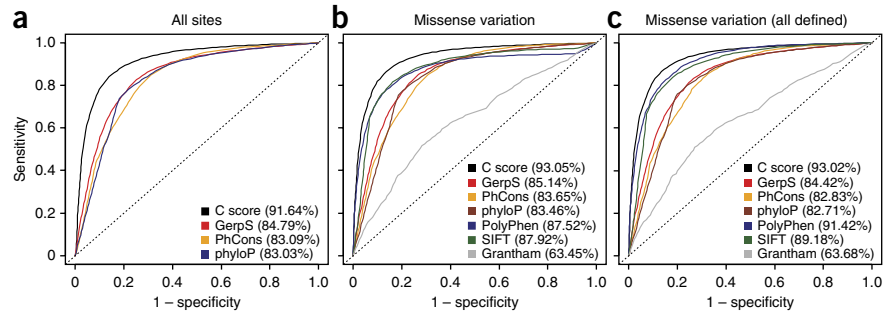 a
All sites
1.0
0.8
0.6
0.4
0.2
0
Sensitivity
0
0.2
0.4
0.6
0.8
1.0
1 – specificity
C score (91.64%)
GerpS (84.79%)
PhCons (83.09%)
phyloP (83.03%)
b
Missense variation
0
0.2
0.4
0.6
0.8
1.0
1 – specificity
C score (93.05%)
GerpS (85.14%)
PhCons (83.65%)
phyloP (83.46%)
PolyPhen (87.52%)
SIFT (87.92%)
Grantham (63.45%)
c
Missense variation (all defined)
0
0.2
0.4
0.6
0.8
1.0
1 – specificity
C score (93.02%)
GerpS (84.42%)
PhCons (82.83%)
phyloP (82.71%)
PolyPhen (91.42%)
SIFT (89.18%)
Grantham (63.68%)